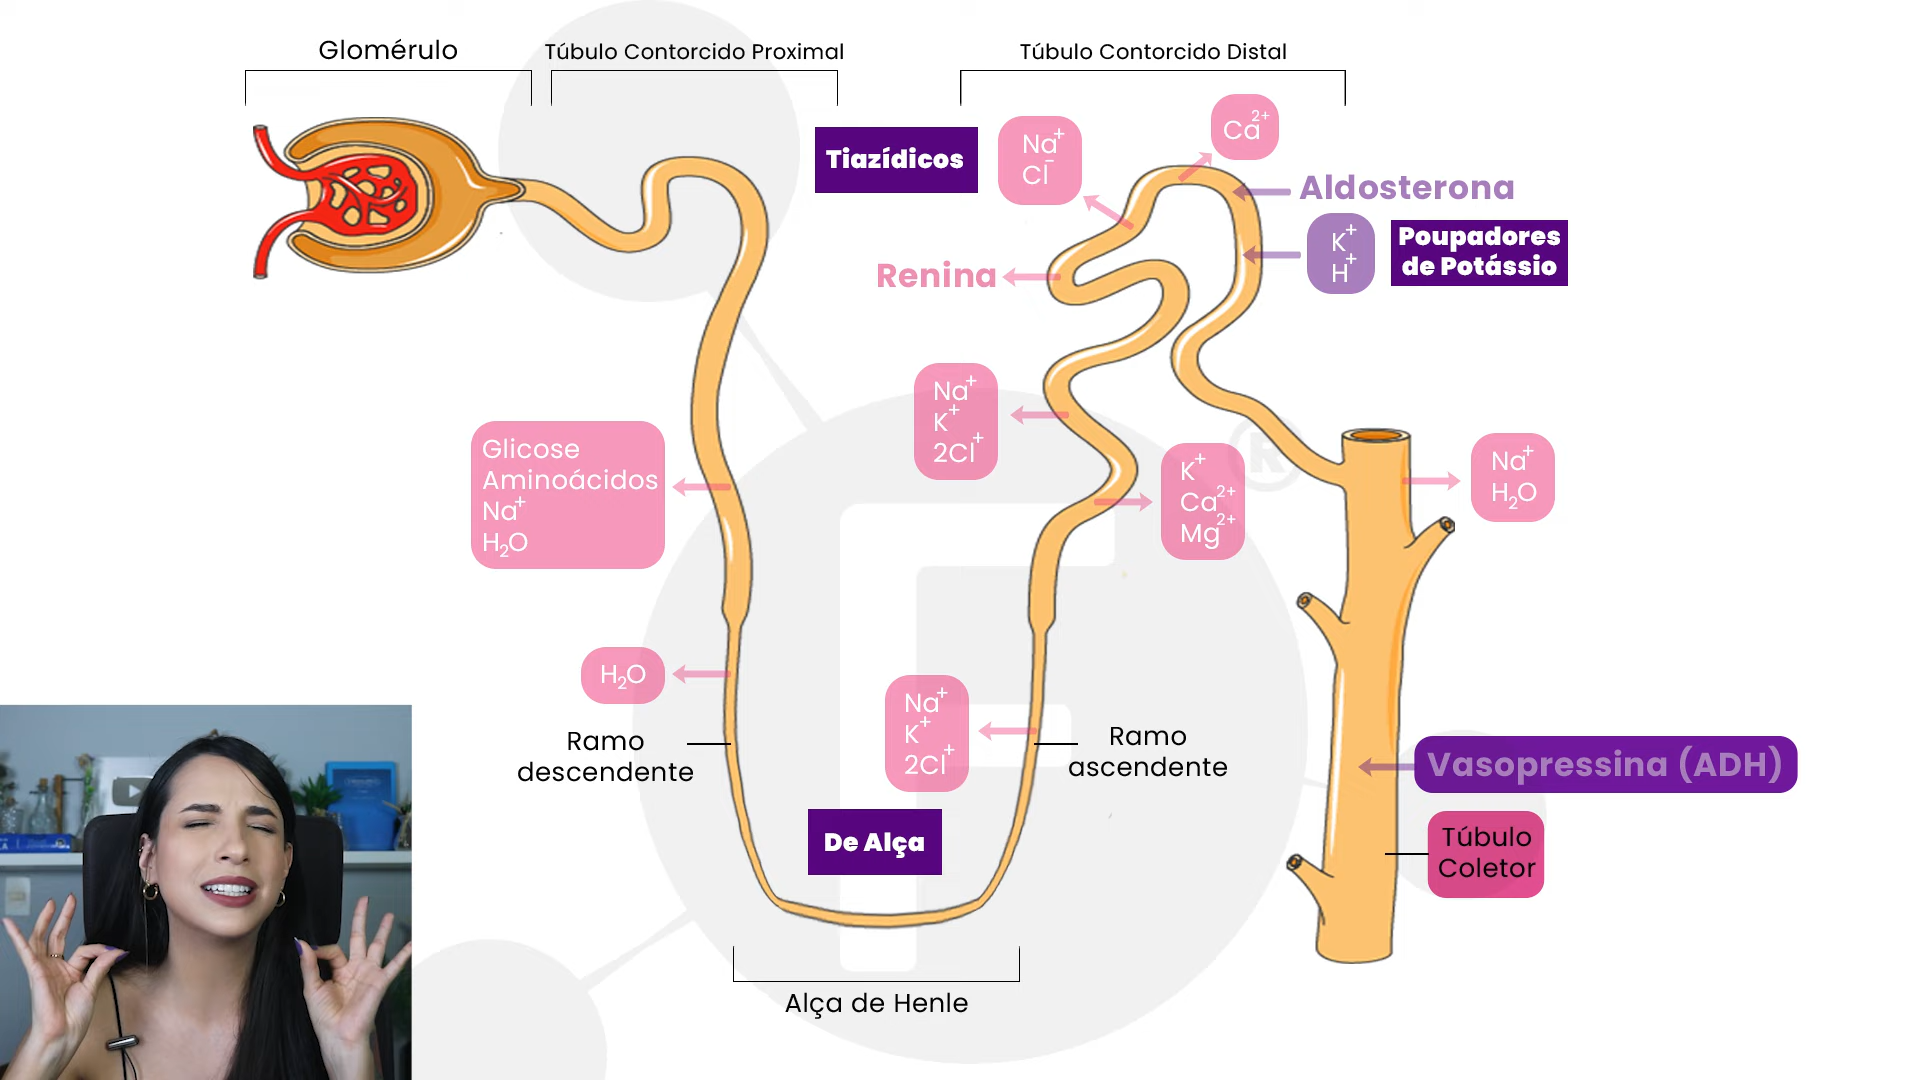 Glomérulo
Túbulo Contorcido Proximal
Túbulo Contorcido Distal
Tiazídicos
Na⁺
Cl⁻
Ca²⁺
Aldosterona
K⁺
H⁺
Poupadores
de Potássio
Renina
Na⁺
K⁺
2Cl⁺
Glicose
Aminoácidos
Na⁺
H₂O
K⁺
Ca²⁺
Mg²⁺
Na⁺
H₂O
H₂O
Na⁺
K⁺
2Cl⁺
Ramo
descendente
Ramo
ascendente
Vasopressina (ADH)
De Alça
Túbulo
Coletor
Alça de Henle
®